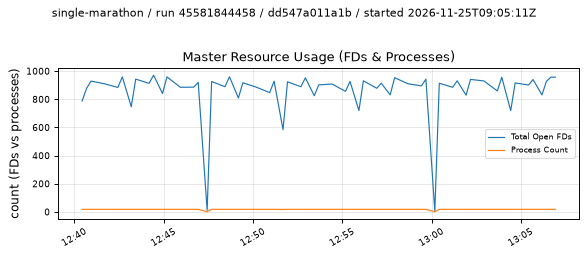 single-marathon / run 45581844458 / dd547a011a1b / started 2026-11-25T09:05:11Z
Master Resource Usage (FDs & Processes)
count (FDs vs processes)
1000
800
600
400
200
0
Total Open FDs
Process Count
12:40
12:45
12:50
12:55
13:00
13:05